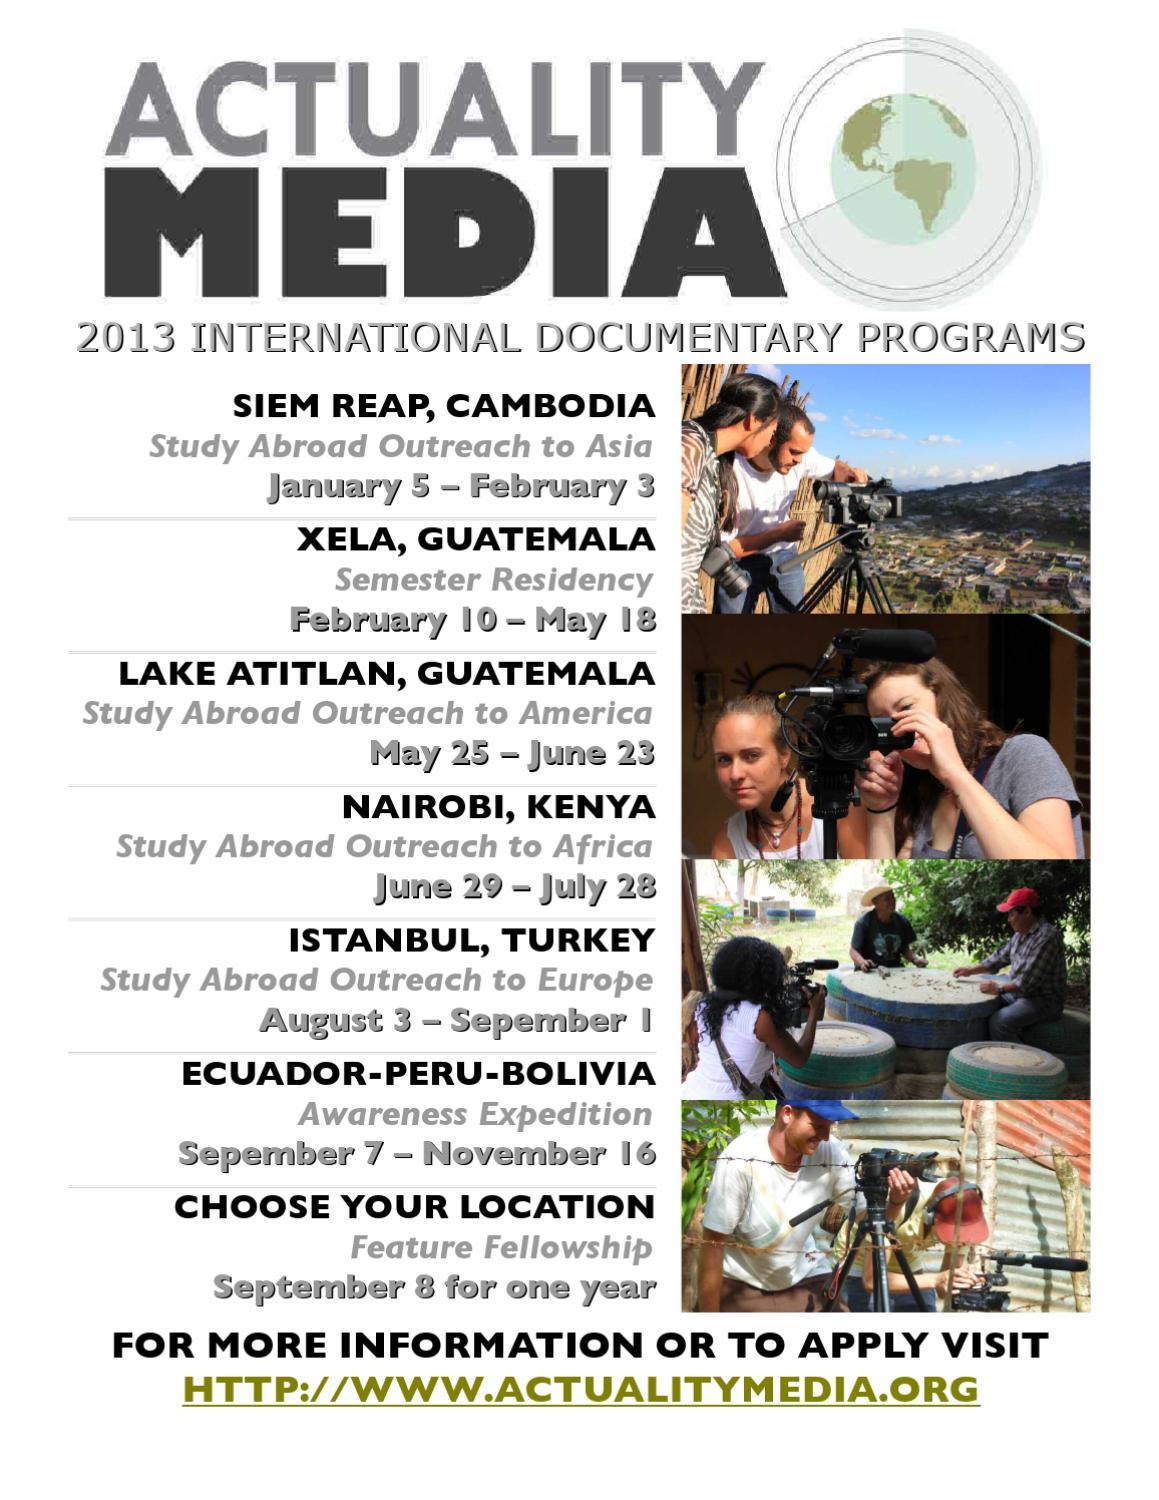 ACTUALITY
MEDIA
2013 INTERNATIONAL DOCUMENTARY PROGRAMS
SIEM REAP, CAMBODIA
Study Abroad Outreach to Asia
January 5 – February 3
XELA, GUATEMALA
Semester Residency
February 10 – May 18
LAKE ATITLAN, GUATEMALA
Study Abroad Outreach to America
May 25 – June 23
NAIROBI, KENYA
Study Abroad Outreach to Africa
June 29 – July 28
ISTANBUL, TURKEY
Study Abroad Outreach to Europe
August 3 – Sepember 1
ECUADOR-PERU-BOLIVIA
Awareness Expedition
Sepember 7 – November 16
CHOOSE YOUR LOCATION
Feature Fellowship
September 8 for one year
FOR MORE INFORMATION OR TO APPLY VISIT
HTTP://WWW.ACTUALITYMEDIA.ORG